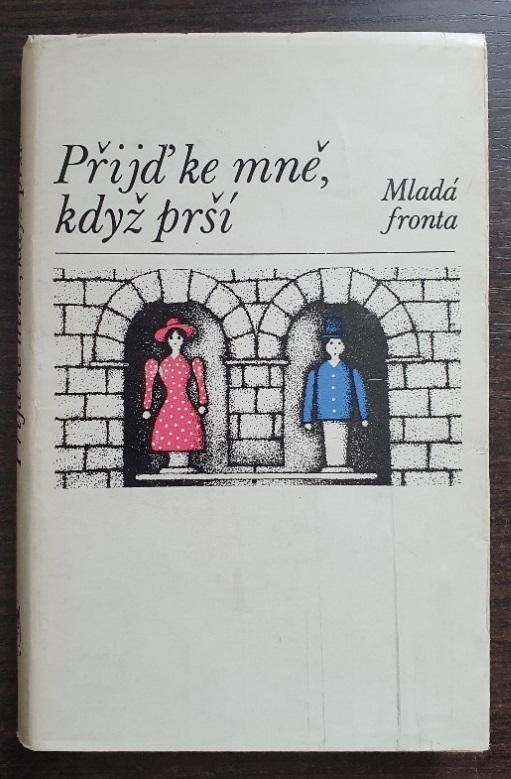 Přijď ke mně,
když prší
Mladá
fronta